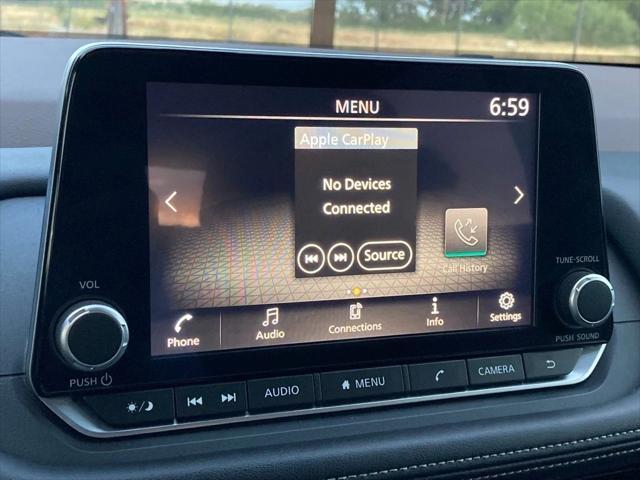 MENU
6:59
Apple CarPlay
No Devices
Connected
Source
Call History
Phone
Audio
Connections
Info
Settings
VOL
PUSH
TUNE·SCROLL
PUSH SOUND
AUDIO
MENU
CAMERA